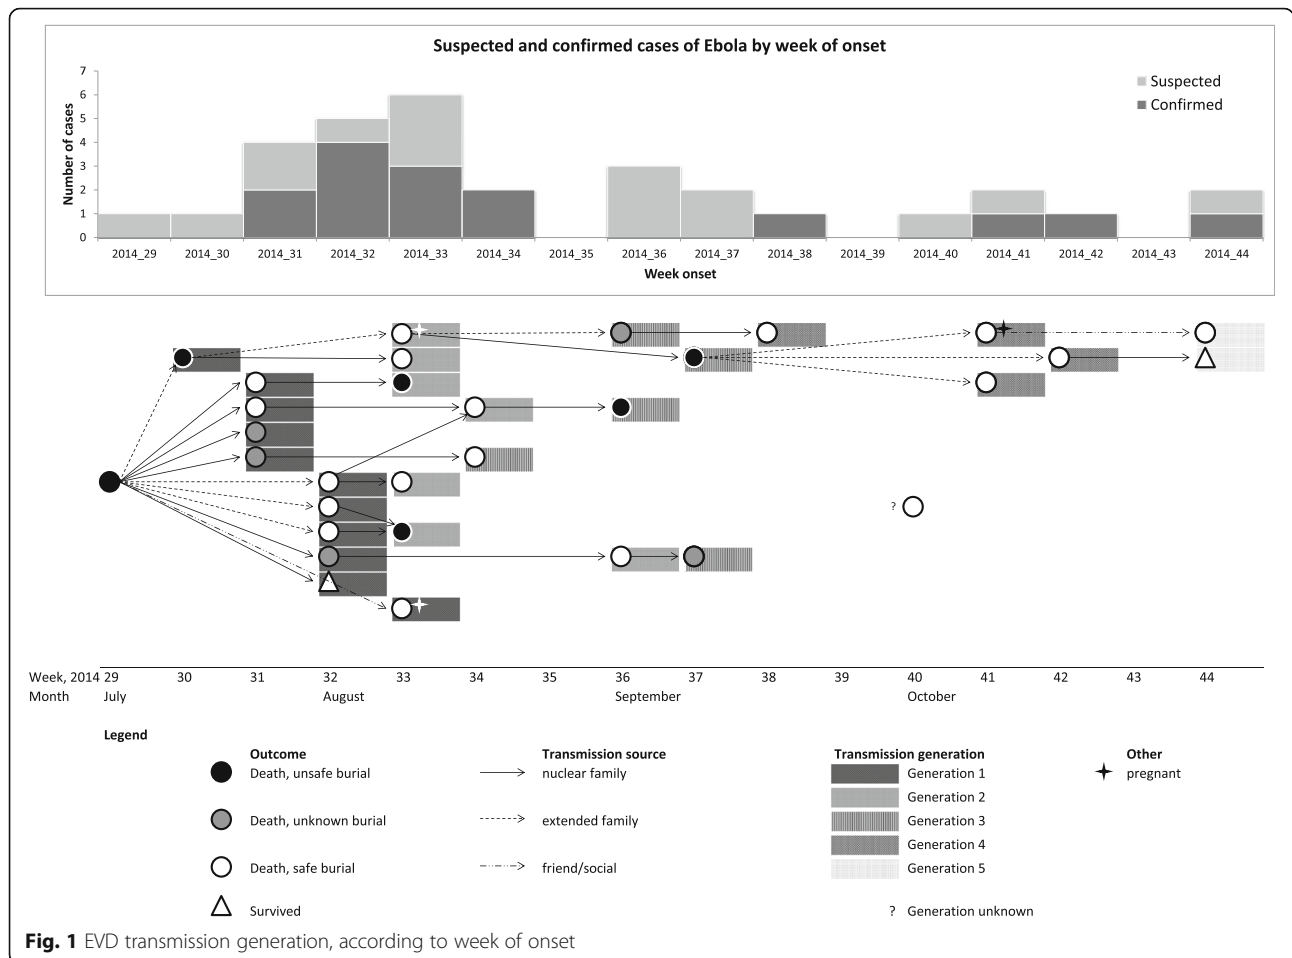 Suspected and confirmed cases of Ebola by week of onset
Number of cases
7
6
5
4
3
2
1
0
Suspected
Confirmed
2014_29 2014_30 2014_31 2014_32 2014_33 2014_34 2014_35 2014_36 2014_37 2014_38 2014_39 2014_40 2014_41 2014_42 2014_43 2014_44
Week onset
?
Week, 2014 29 30 31 32 33 34 35 36 37 38 39 40 41 42 43 44
Month July August September October
Legend
Outcome Transmission source Transmission generation Other
Death, unsafe burial nuclear family Generation 1 pregnant
Generation 2
Death, unknown burial extended family Generation 3
Generation 4
Death, safe burial friend/social Generation 5
Survived ? Generation unknown
Fig. 1 EVD transmission generation, according to week of onset